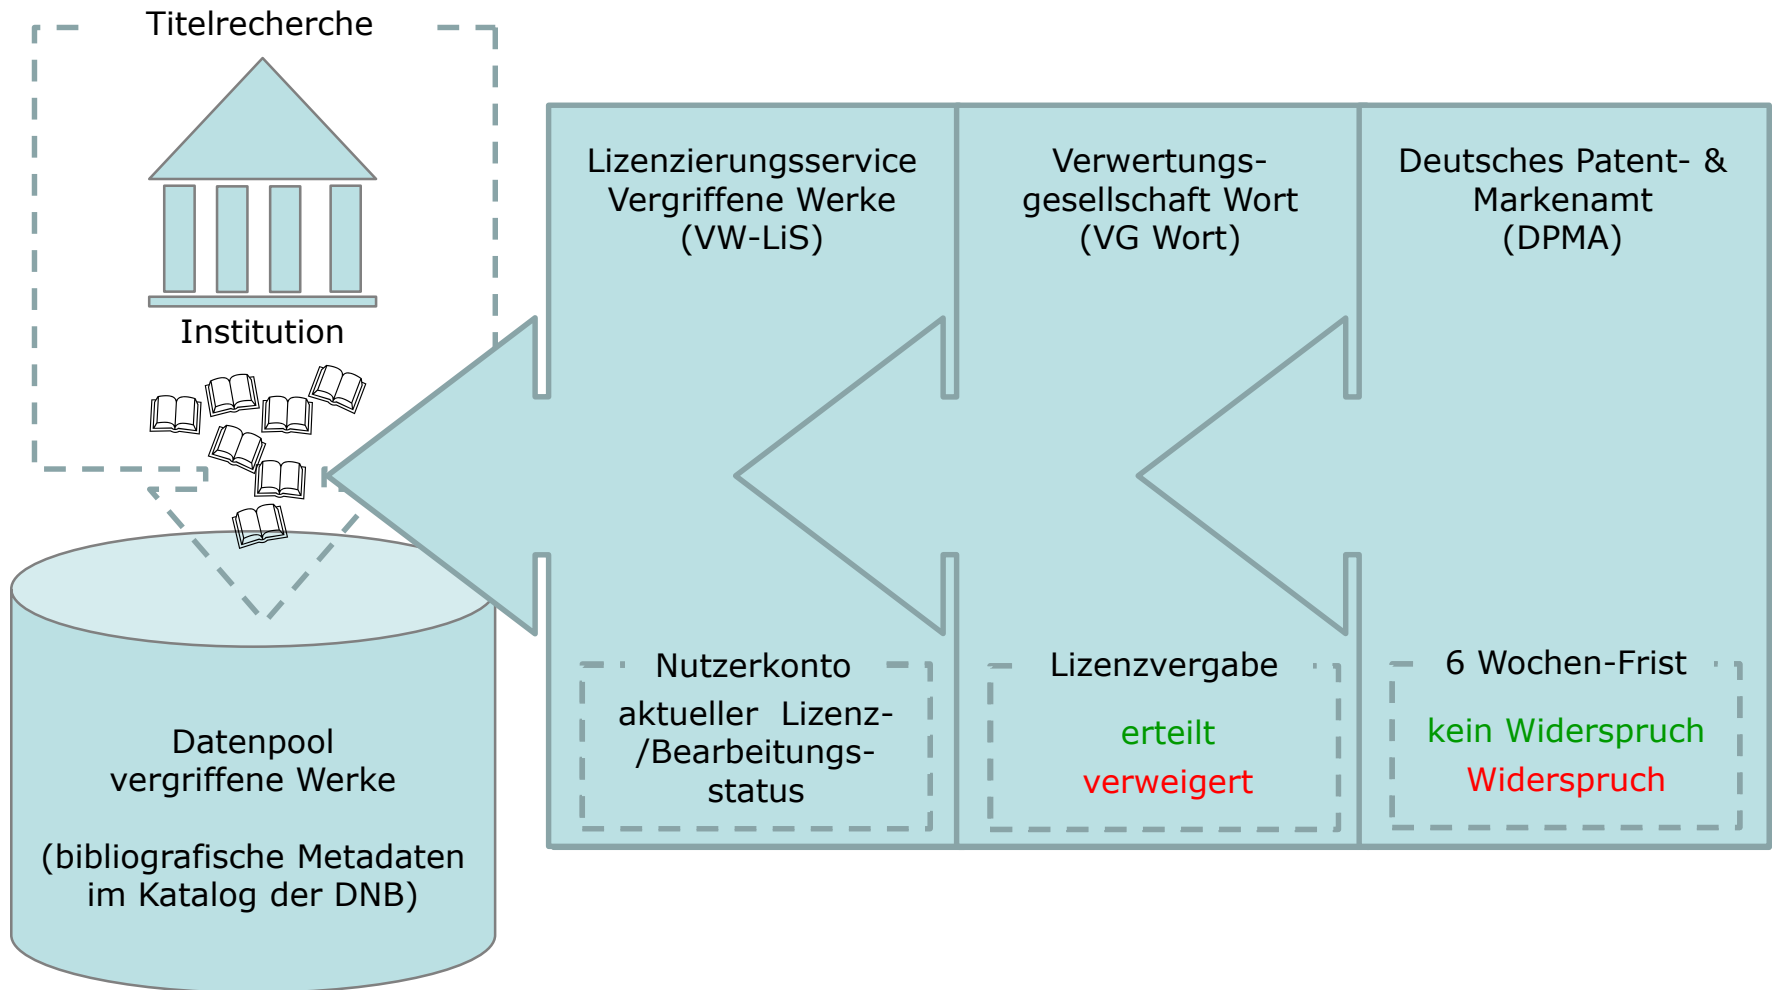 Titelrecherche
Institution
Datenpool
vergriffene Werke
(bibliografische Metadaten
im Katalog der DNB)
Lizenzierungsservice
Vergriffene Werke
(VW-LiS)
Nutzerkonto
aktueller Lizenz-
/Bearbeitungs-
status
Verwertungs-
gesellschaft Wort
(VG Wort)
Lizenzvergabe
erteilt
verweigert
Deutsches Patent- &
Markenamt
(DPMA)
6 Wochen-Frist
kein Widerspruch
Widerspruch